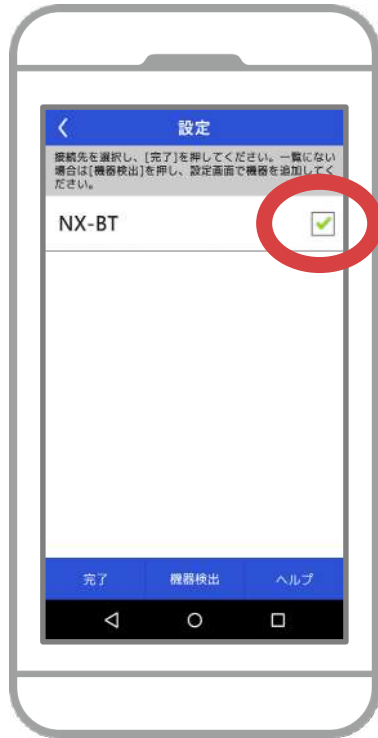 設定
接続先を選択し、[完了]を押してください。一覧にない
場合は[機器検出]を押し、設定画面で機器を追加してく
ださい。
NX-BT
完了 機器検出 ヘルプ